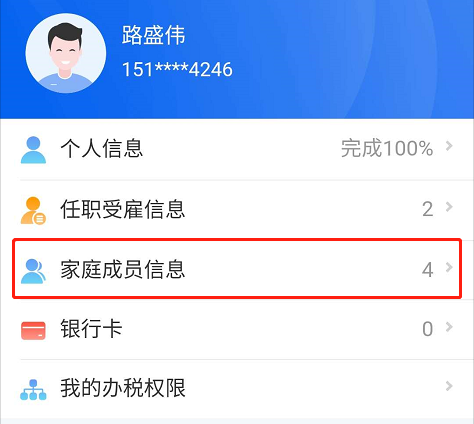 路盛伟
151****4246
个人信息 完成100%
任职受雇信息 2
家庭成员信息 4
银行卡 0
我的办税权限